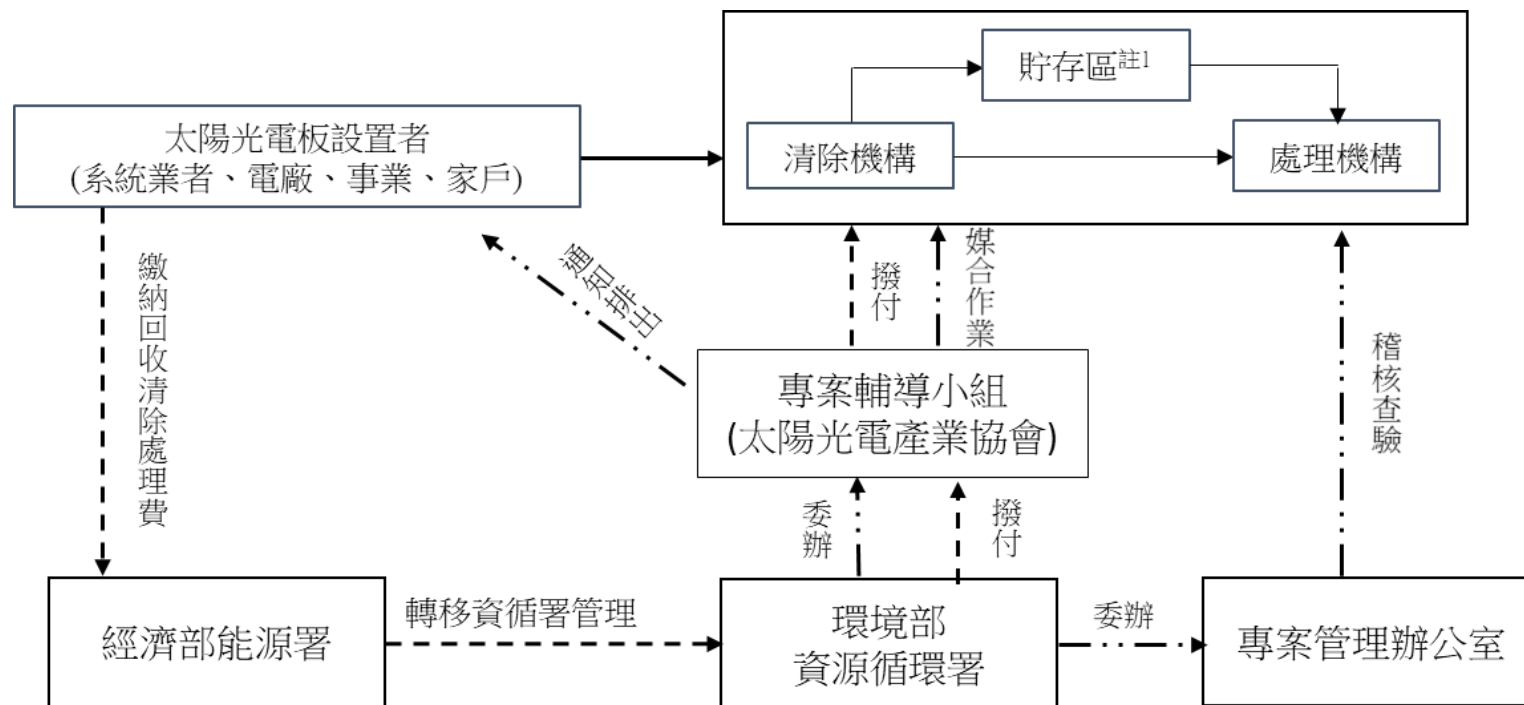 貯存區註1
太陽光電板設置者
(系統業者、電廠、事業、家戶)
清除機構
處理機構
繳納回收清除處理費
通知排出
撥付
媒合作業
稽核查驗
專案輔導小組
(太陽光電產業協會)
委辦
撥付
經濟部能源署
轉移資循署管理
環境部
資源循環署
委辦
專案管理辦公室